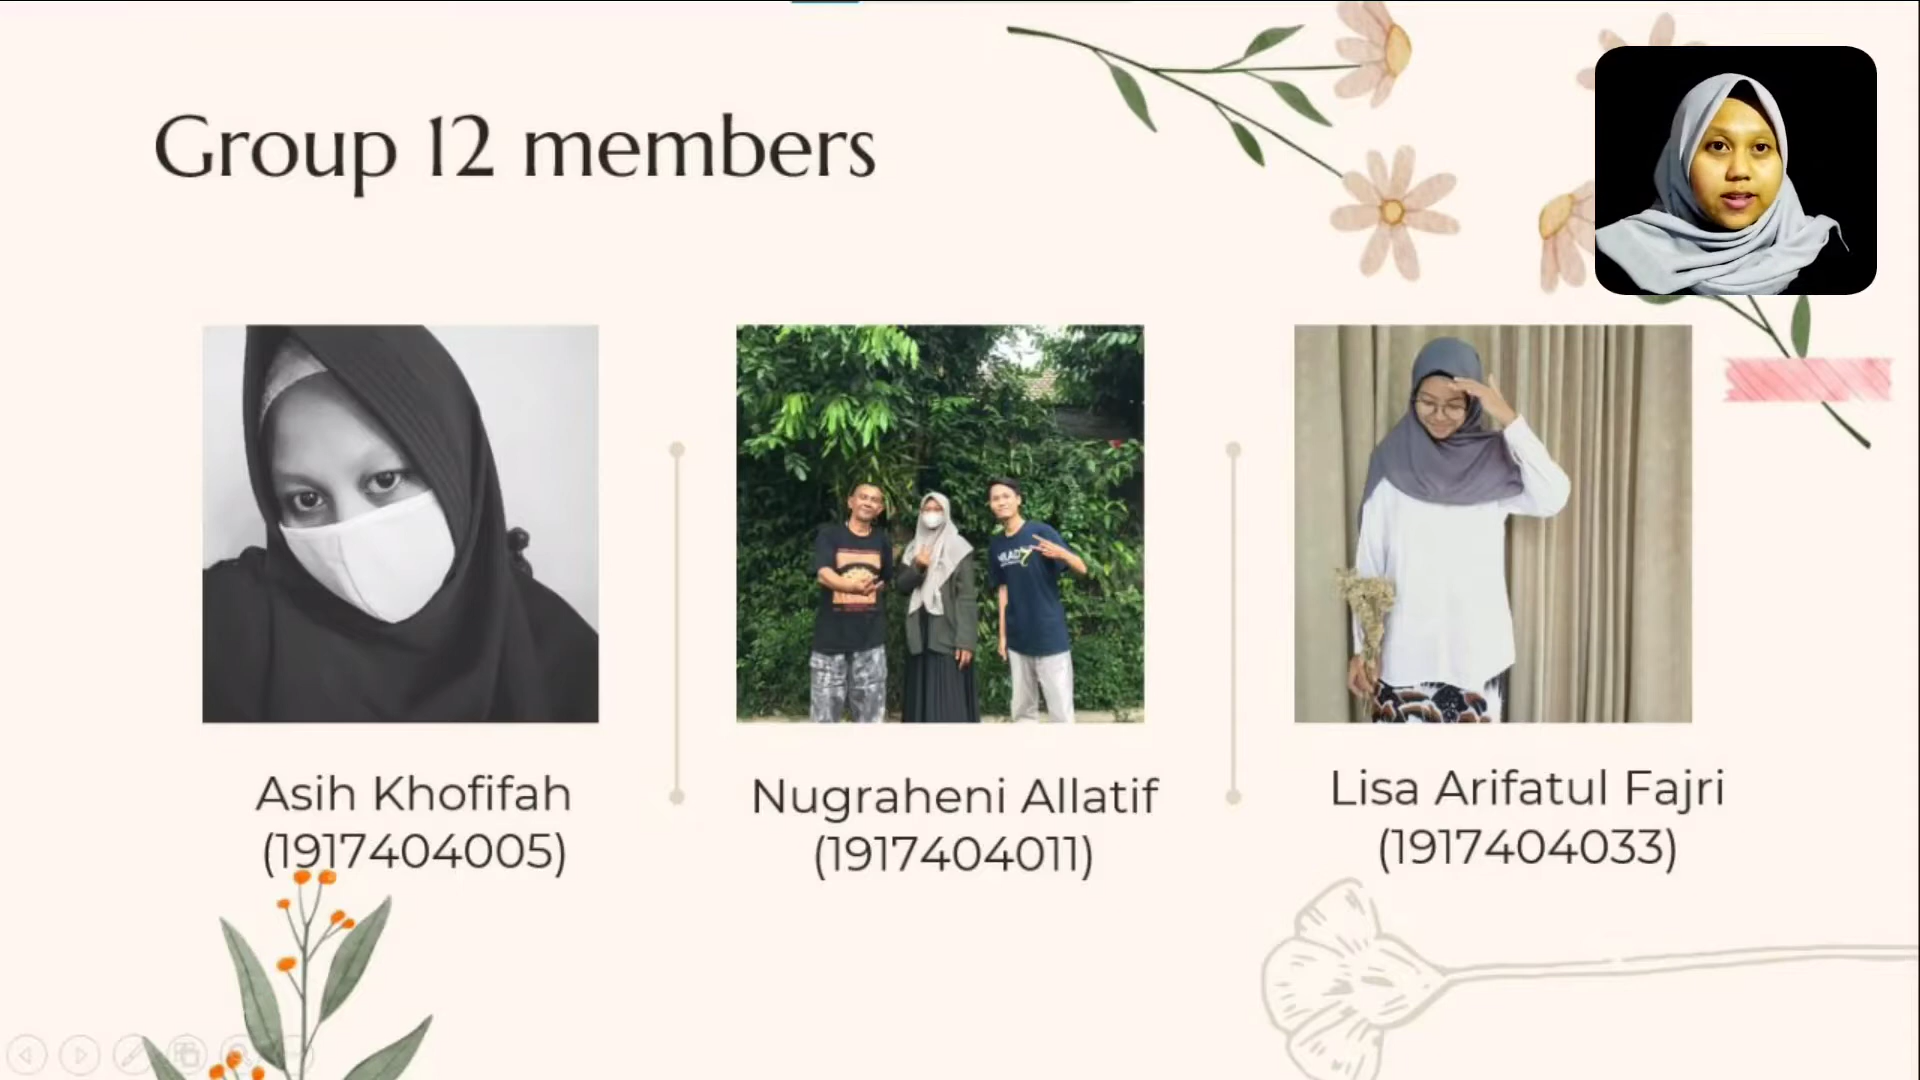 Group 12 members
Asih Khofifah
(1917404005)
Nugraheni Allatif
(1917404011)
Lisa Arifatul Fajri
(1917404033)